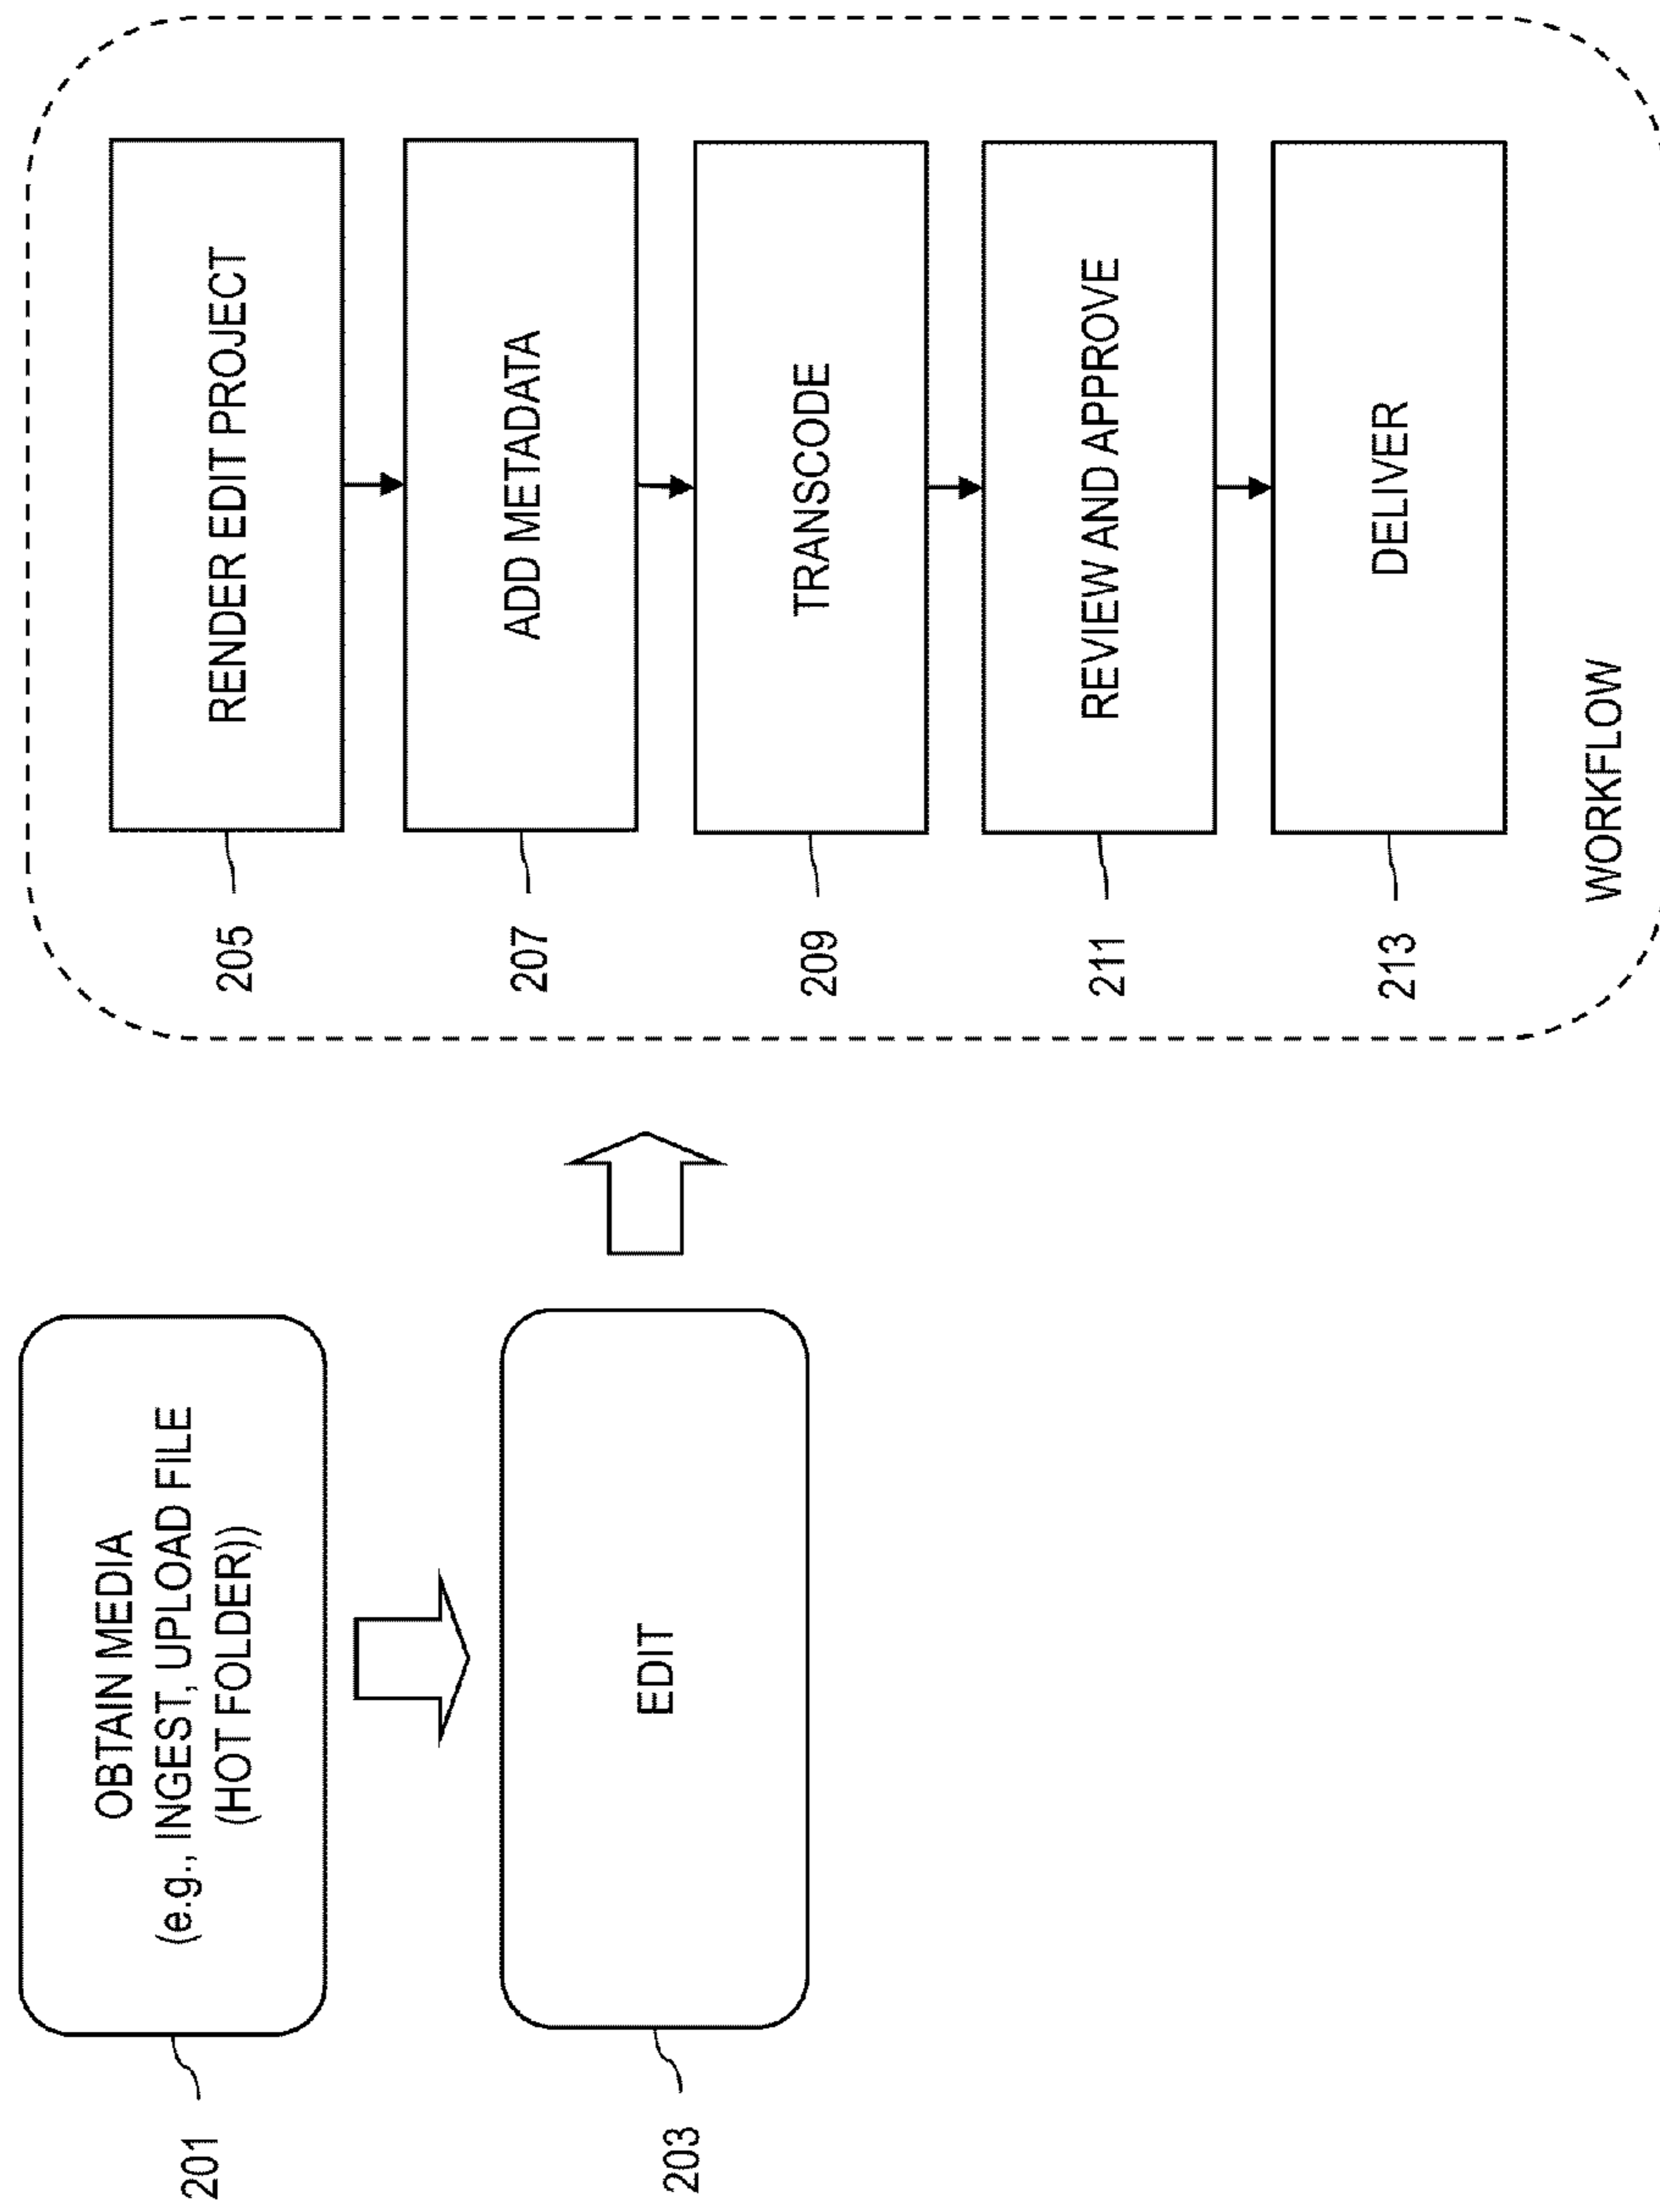 OBTAIN MEDIA
(e.g., INGEST, UPLOAD FILE
(HOT FOLDER))
201
EDIT
203
RENDER EDIT PROJECT
205
ADD METADATA
207
TRANSCODE
209
REVIEW AND APPROVE
211
DELIVER
213
WORKFLOW